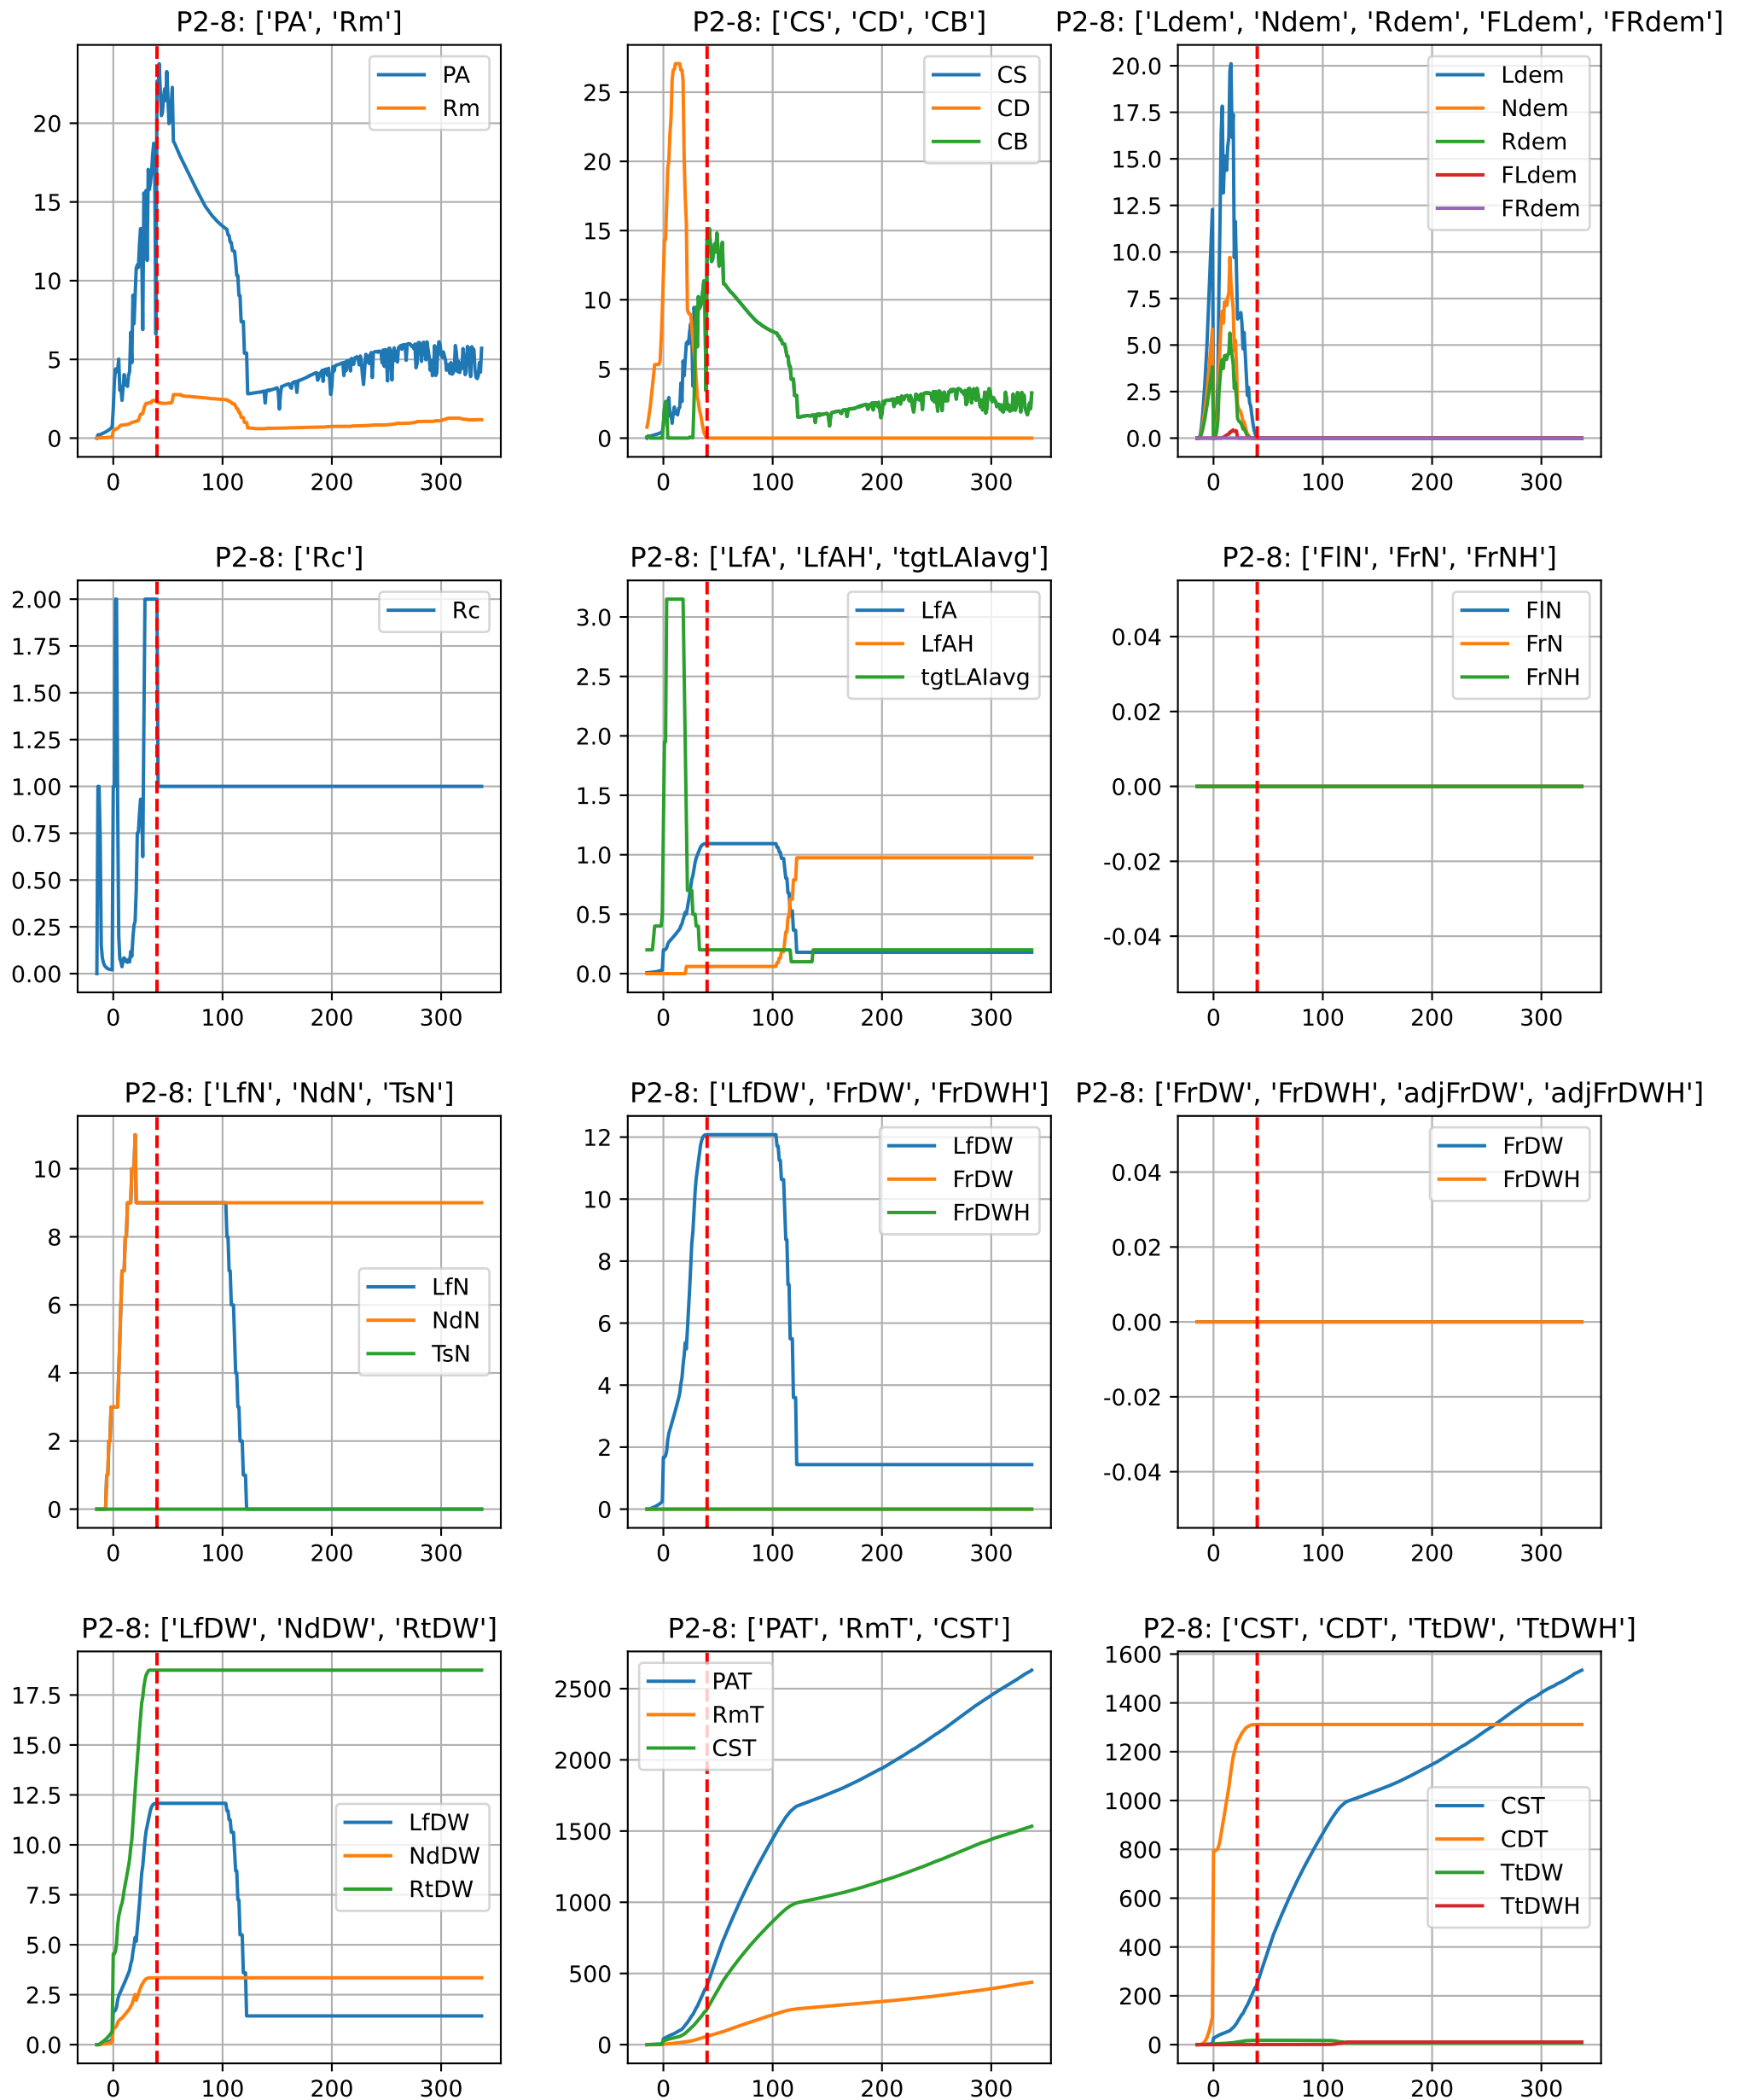 P2-8: ['PA', 'Rm']
PA
Rm
20
15
10
5
0
0 100 200 300
P2-8: ['CS', 'CD', 'CB']
CS
CD
CB
25
20
15
10
5
0
0 100 200 300
P2-8: ['Ldem', 'Ndem', 'Rdem', 'FLdem', 'FRdem']
Ldem
Ndem
Rdem
FLdem
FRdem
20.0
17.5
15.0
12.5
10.0
7.5
5.0
2.5
0.0
0 100 200 300
P2-8: ['Rc']
Rc
2.00
1.75
1.50
1.25
1.00
0.75
0.50
0.25
0.00
0 100 200 300
P2-8: ['LfA', 'LfAH', 'tgtLAIavg']
LfA
LfAH
tgtLAIavg
3.0
2.5
2.0
1.5
1.0
0.5
0.0
0 100 200 300
P2-8: ['FlN', 'FrN', 'FrNH']
FlN
FrN
FrNH
0.04
0.02
0.00
-0.02
-0.04
0 100 200 300
P2-8: ['LfN', 'NdN', 'TsN']
LfN
NdN
TsN
10
8
6
4
2
0
0 100 200 300
P2-8: ['LfDW', 'FrDW', 'FrDWH']
LfDW
FrDW
FrDWH
12
10
8
6
4
2
0
0 100 200 300
P2-8: ['FrDW', 'FrDWH', 'adjFrDW', 'adjFrDWH']
FrDW
FrDWH
0.04
0.02
0.00
-0.02
-0.04
0 100 200 300
P2-8: ['LfDW', 'NdDW', 'RtDW']
LfDW
NdDW
RtDW
17.5
15.0
12.5
10.0
7.5
5.0
2.5
0.0
0 100 200 300
P2-8: ['PAT', 'RmT', 'CST']
PAT
RmT
CST
2500
2000
1500
1000
500
0
0 100 200 300
P2-8: ['CST', 'CDT', 'TtDW', 'TtDWH']
CST
CDT
TtDW
TtDWH
1600
1400
1200
1000
800
600
400
200
0
0 100 200 300